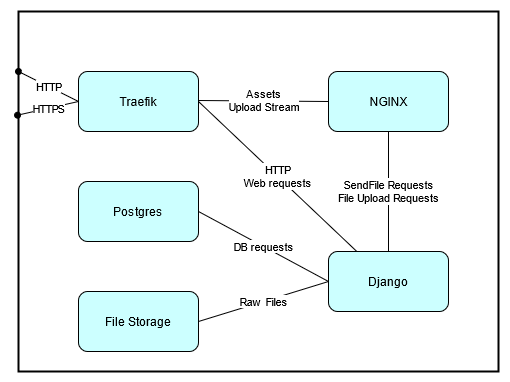 HTTP
HTTPS
Traefik
Assets
Upload Stream
NGINX
HTTP
Web requests
SendFile Requests
File Upload Requests
Postgres
DB requests
Django
Raw Files
File Storage